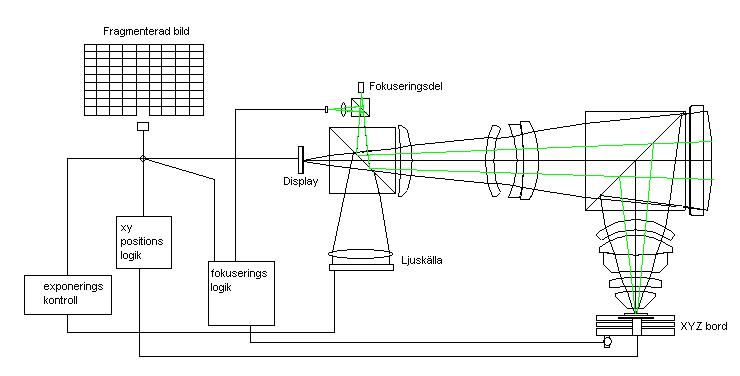 Fragmenterad bild
Fokuseringsdel
Display
xy
positions
logik
Ljuskälla
fokuserings
logik
exponerings
kontroll
XYZ bord